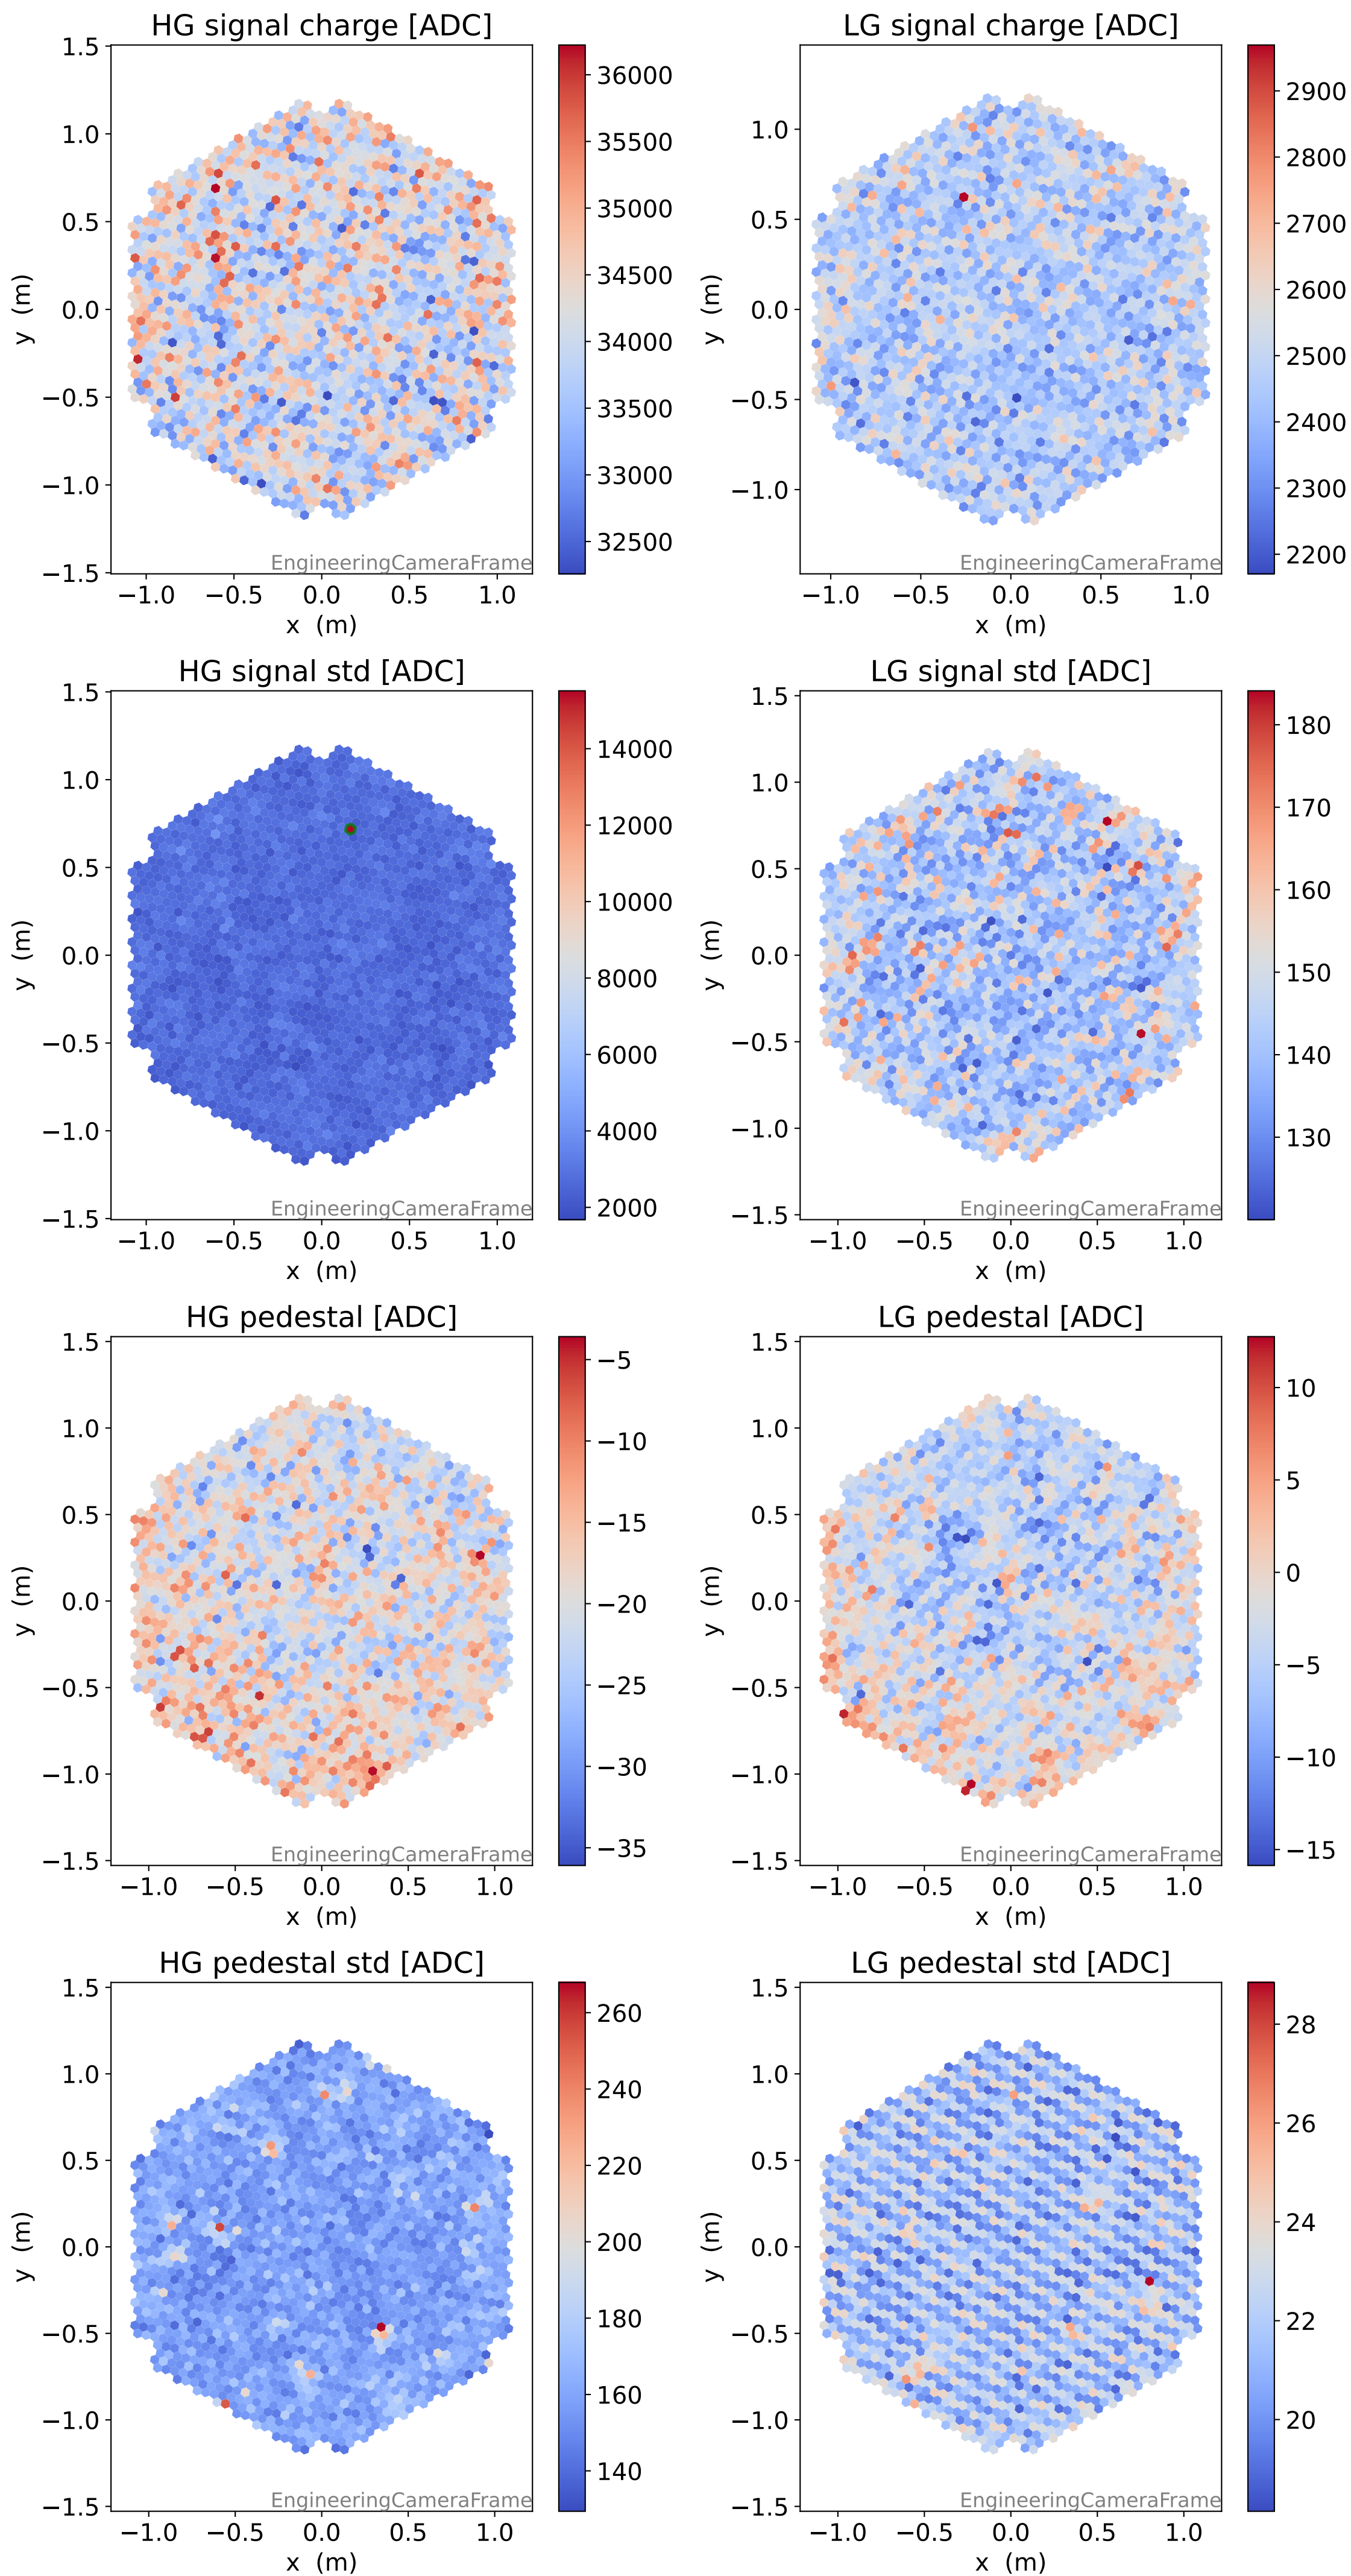 HG signal charge [ADC]
1.5
1.0
0.5
0.0
−0.5
−1.0
−1.5
y (m)
−1.0 −0.5 0.0 0.5 1.0
x (m)
EngineeringCameraFrame
36000
35500
35000
34500
34000
33500
33000
32500
LG signal charge [ADC]
1.0
0.5
0.0
−0.5
−1.0
y (m)
−1.0 −0.5 0.0 0.5 1.0
x (m)
EngineeringCameraFrame
2900
2800
2700
2600
2500
2400
2300
2200
HG signal std [ADC]
1.5
1.0
0.5
0.0
−0.5
−1.0
−1.5
y (m)
−1.0 −0.5 0.0 0.5 1.0
x (m)
EngineeringCameraFrame
14000
12000
10000
8000
6000
4000
2000
LG signal std [ADC]
1.5
1.0
0.5
0.0
−0.5
−1.0
−1.5
y (m)
−1.0 −0.5 0.0 0.5 1.0
x (m)
EngineeringCameraFrame
180
170
160
150
140
130
HG pedestal [ADC]
1.5
1.0
0.5
0.0
−0.5
−1.0
−1.5
y (m)
−1.0 −0.5 0.0 0.5 1.0
x (m)
EngineeringCameraFrame
−5
−10
−15
−20
−25
−30
−35
LG pedestal [ADC]
1.5
1.0
0.5
0.0
−0.5
−1.0
−1.5
y (m)
−1.0 −0.5 0.0 0.5 1.0
x (m)
EngineeringCameraFrame
10
5
0
−5
−10
−15
HG pedestal std [ADC]
1.5
1.0
0.5
0.0
−0.5
−1.0
−1.5
y (m)
−1.0 −0.5 0.0 0.5 1.0
x (m)
EngineeringCameraFrame
260
240
220
200
180
160
140
LG pedestal std [ADC]
1.5
1.0
0.5
0.0
−0.5
−1.0
−1.5
y (m)
−1.0 −0.5 0.0 0.5 1.0
x (m)
EngineeringCameraFrame
28
26
24
22
20